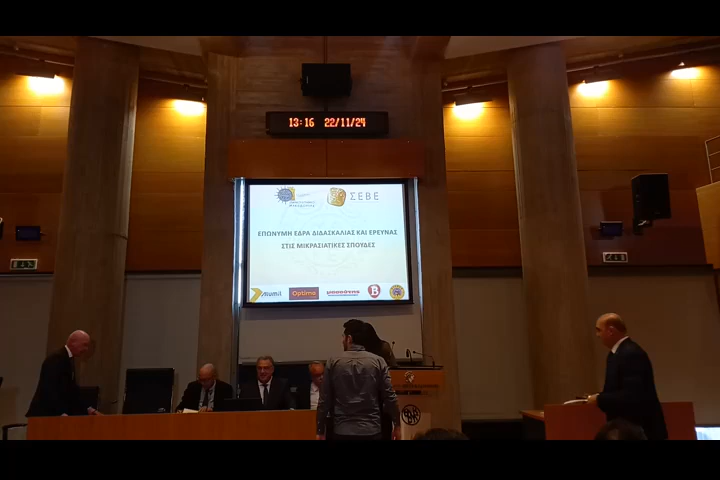 13:16 22/11/24
ΣΕΒΕ
ΕΠΩΝΥΜΗ ΕΔΡΑ ΔΙΔΑΣΚΑΛΙΑΣ ΚΑΙ ΕΡΕΥΝΑΣ
ΣΤΙΣ ΜΙΚΡΑΣΙΑΤΙΚΕΣ ΣΠΟΥΔΕΣ
Optima